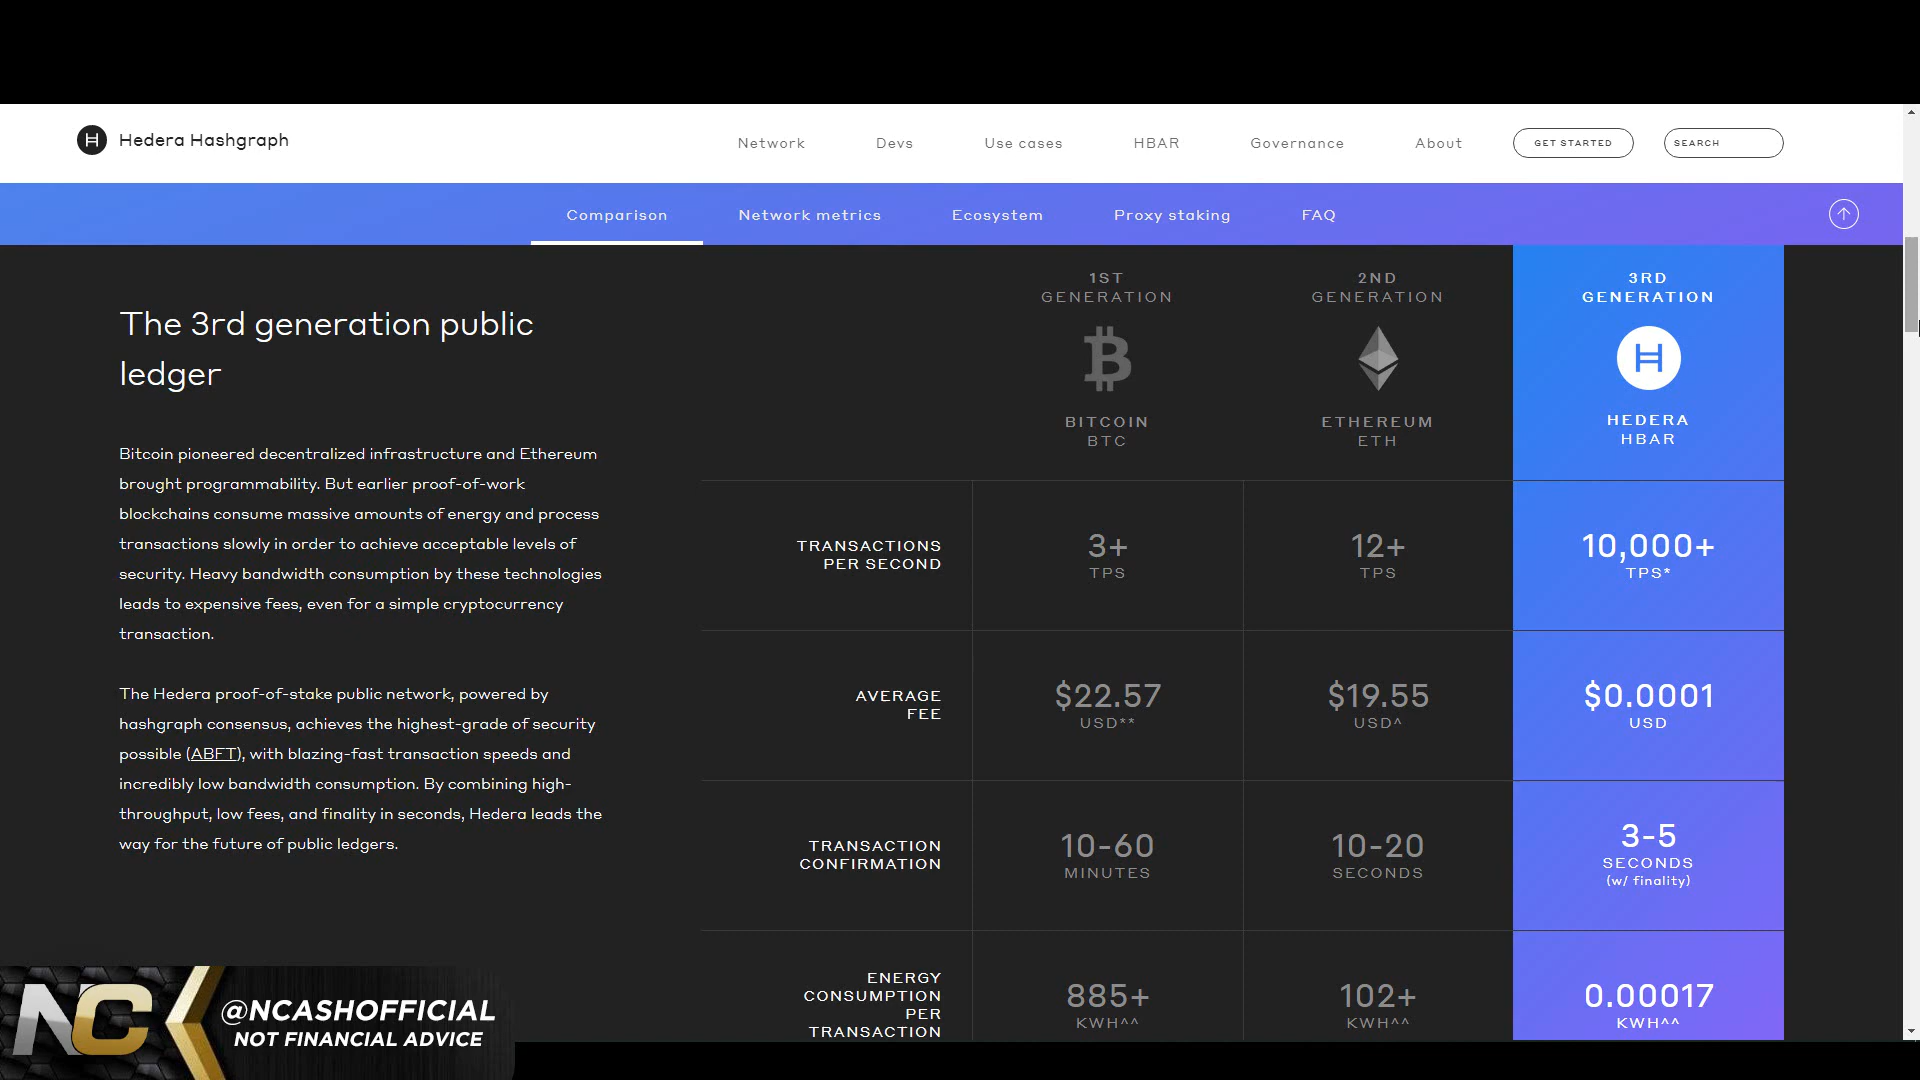 Hedera Hashgraph
Network
Devs
Use cases
HBAR
Governance
About
GET STARTED
SEARCH
Comparison
Network metrics
Ecosystem
Proxy staking
FAQ
The 3rd generation public
ledger
Bitcoin pioneered decentralized infrastructure and Ethereum
brought programmability. But earlier proof-of-work
blockchains consume massive amounts of energy and process
transactions slowly in order to achieve acceptable levels of
security. Heavy bandwidth consumption by these technologies
leads to expensive fees, even for a simple cryptocurrency
transaction.
The Hedera proof-of-stake public network, powered by
hashgraph consensus, achieves the highest-grade of security
possible (ABFT), with blazing-fast transaction speeds and
incredibly low bandwidth consumption. By combining high-
throughput, low fees, and finality in seconds, Hedera leads the
way for the future of public ledgers.
1ST
GENERATION
BITCOIN
BTC
2ND
GENERATION
ETHEREUM
ETH
3RD
GENERATION
H
HEDERA
HBAR
TRANSACTIONS
PER SECOND
3+
TPS
12+
TPS
10,000+
TPS*
AVERAGE
FEE
$22.57
USD**
$19.55
USD^
$0.0001
USD
TRANSACTION
CONFIRMATION
10-60
MINUTES
10-20
SECONDS
3-5
SECONDS
(w/ finality)
ENERGY
CONSUMPTION
PER
TRANSACTION
885+
KWH^^
102+
KWH^^
0.00017
KWH^^
NC
@NCASHOFFICIAL
NOT FINANCIAL ADVICE